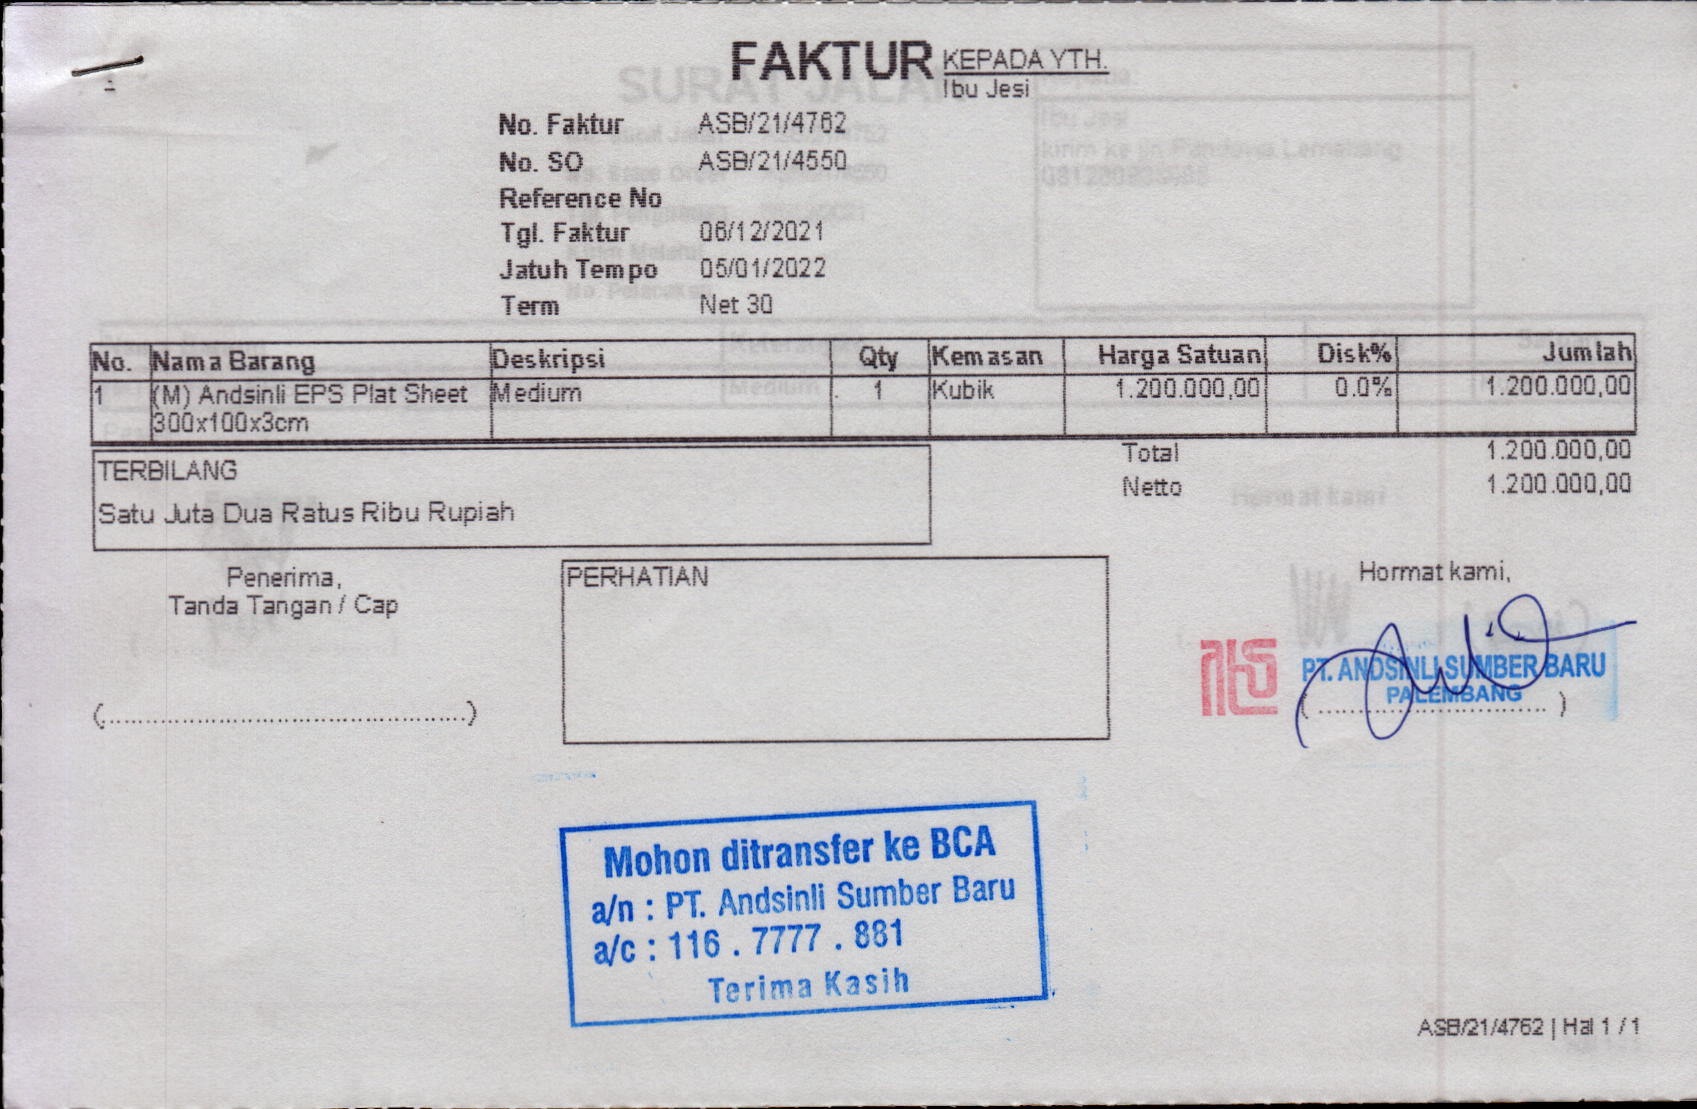 FAKTUR
KEPADA YTH.
Ibu Jesi
No. Faktur ASB/21/4762
No. SO ASB/21/4550
Reference No
Tgl. Faktur 06/12/2021
Jatuh Tempo 05/01/2022
Term Net 30
No. Nama Barang Deskripsi Qty Kemasan Harga Satuan Disk% Jumlah
1 (M) Andsinli EPS Plat Sheet Medium 1 Kubik 1.200.000,00 0.0% 1.200.000,00
300x100x3cm
Total 1.200.000,00
Netto 1.200.000,00
TERBILANG
Satu Juta Dua Ratus Ribu Rupiah
Penerima,
Tanda Tangan / Cap
(................................................)
PERHATIAN
Hormat kami,
PT. ANDSINLI SUMBER BARU
PALEMBANG
(..............................)
Mohon ditransfer ke BCA
a/n : PT. Andsinli Sumber Baru
a/c : 116 . 7777 . 881
Terima Kasih
ASB/21/4762 | Hal 1 / 1